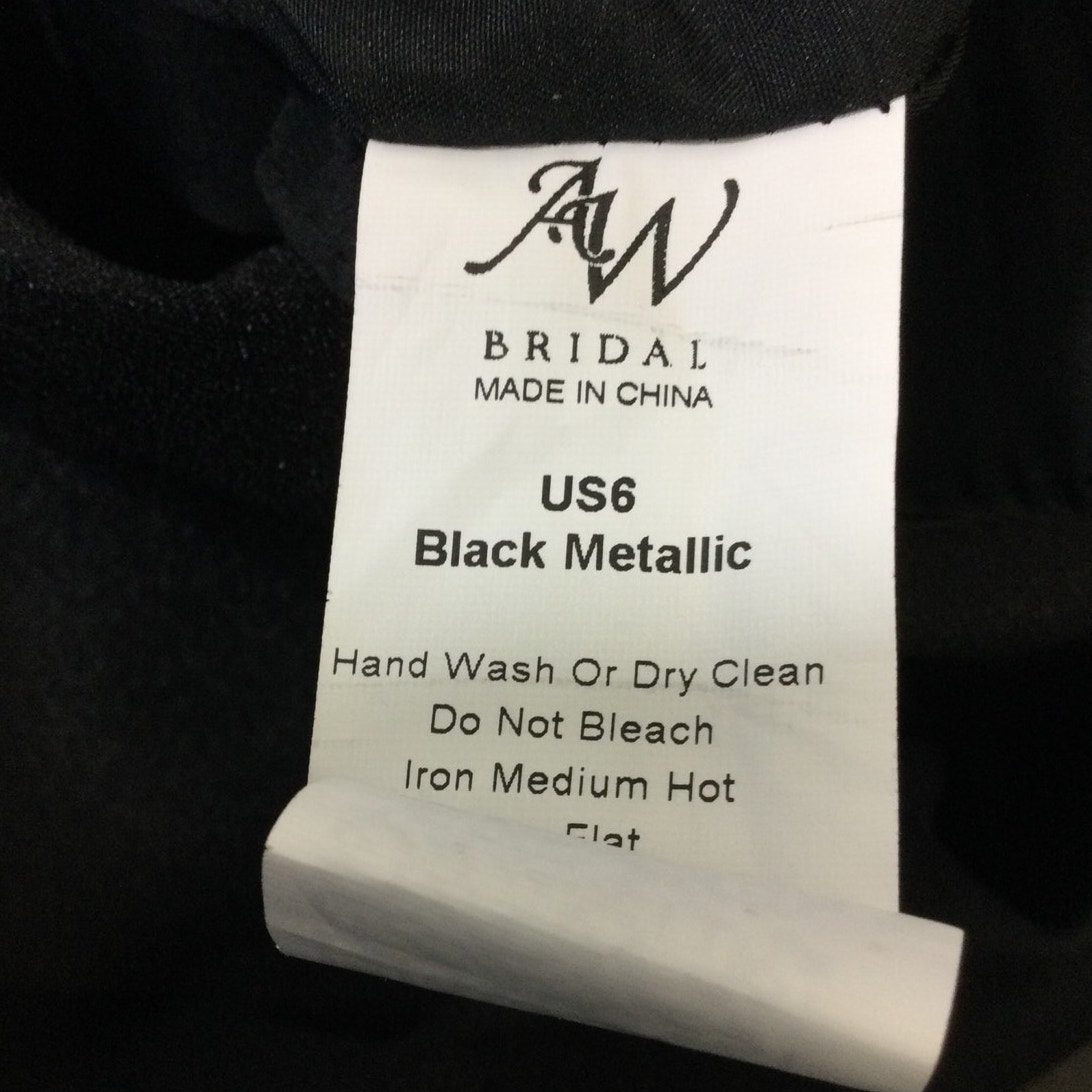 AW
BRIDAL
MADE IN CHINA
US6
Black Metallic
Hand Wash Or Dry Clean
Do Not Bleach
Iron Medium Hot
Flat